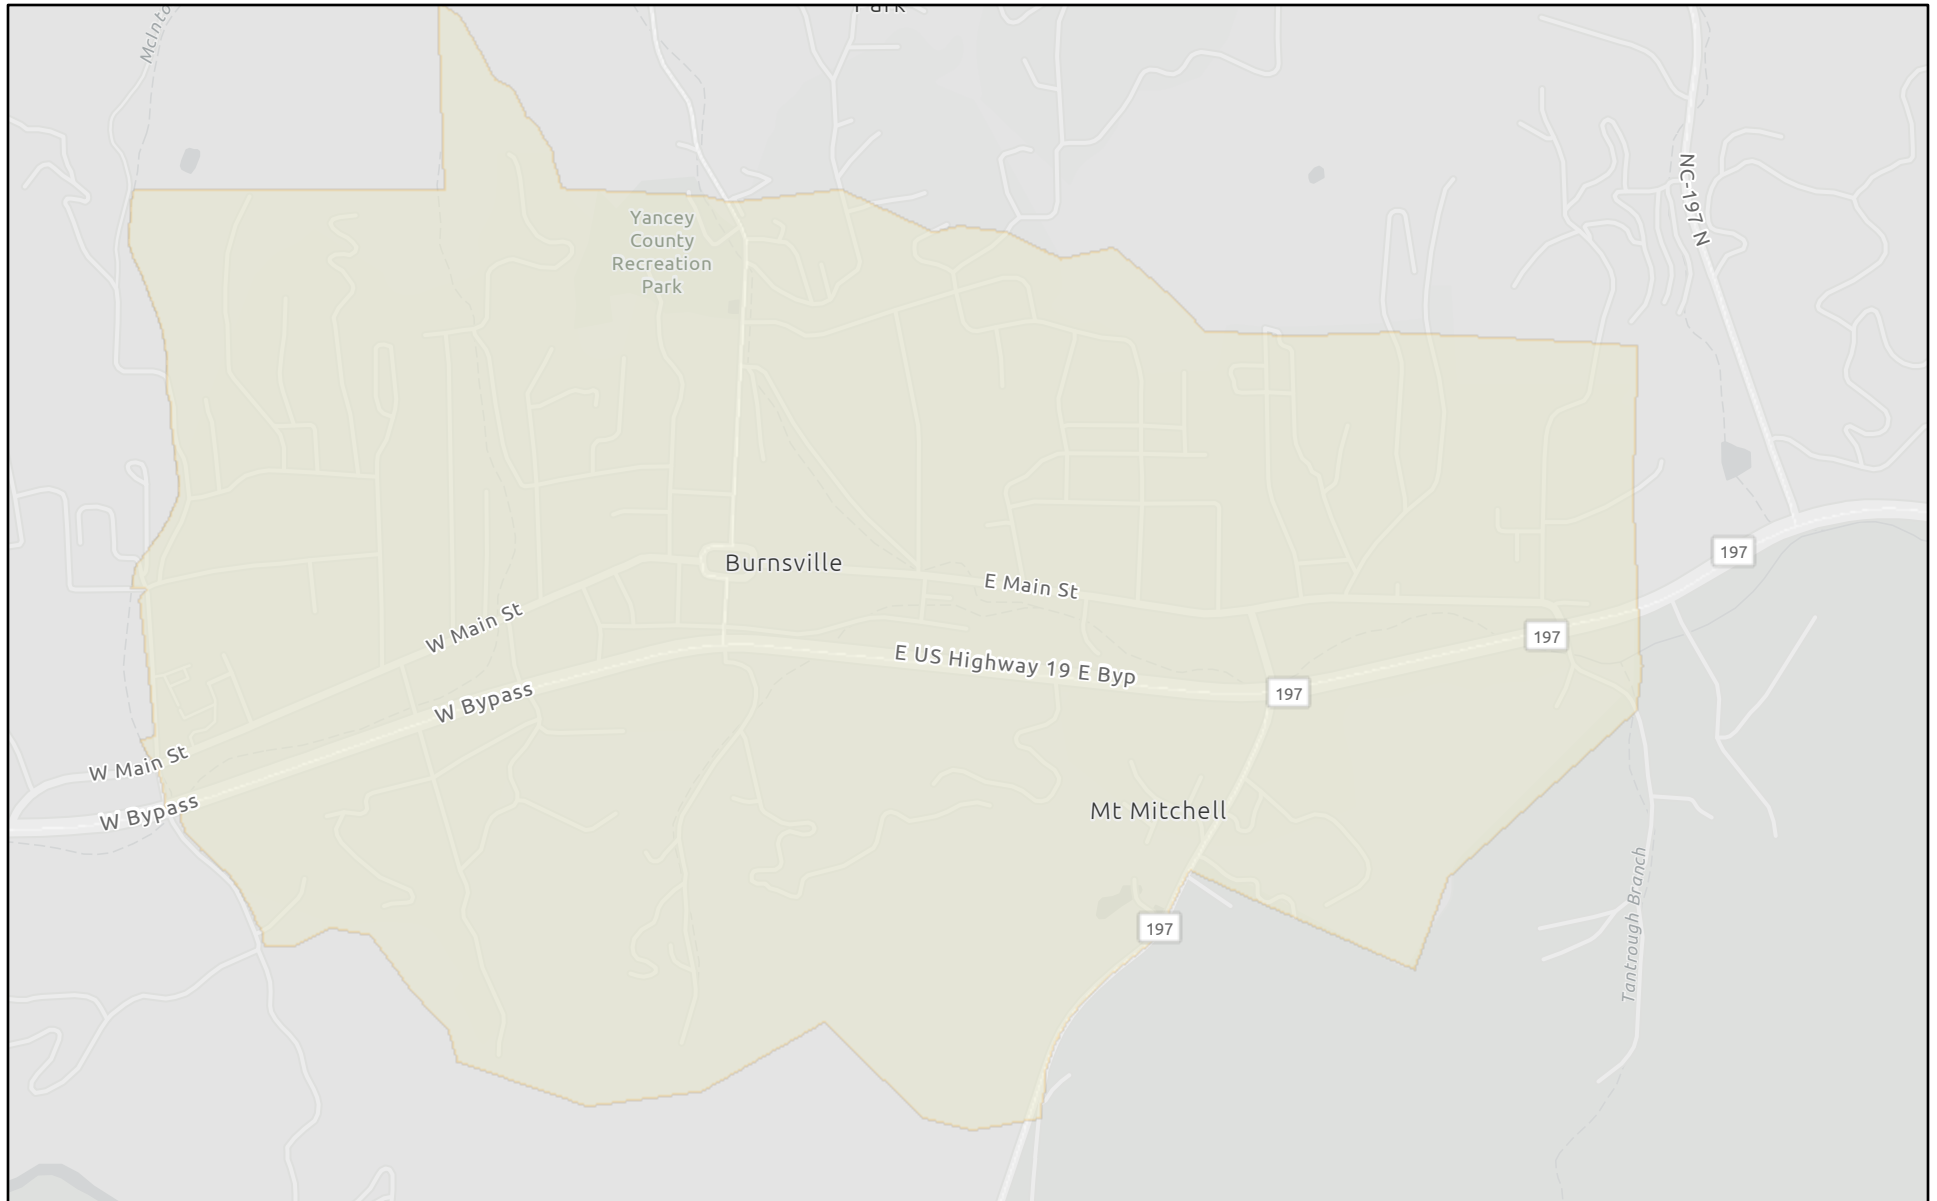 Park
McInto
NC-197 N
Yancey
County
Recreation
Park
197
Burnsville
E Main St
W Main St
197
E US Highway 19 E Byp
197
W Bypass
W Main St
W Bypass
Mt Mitchell
197
Tantrough Branch